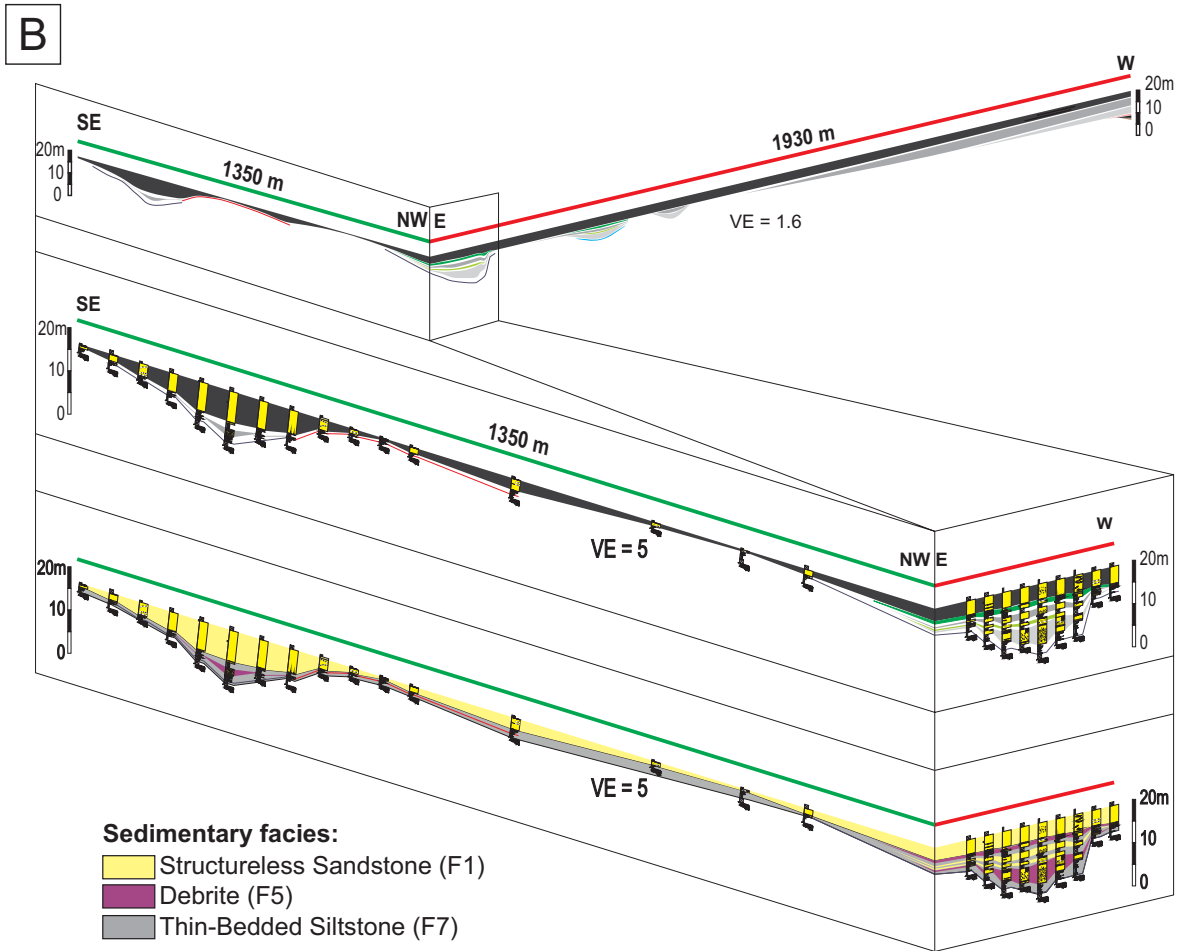 B
W
20m
10
0
1930 m
SE
20m
10
0
1350 m
NW E
VE = 1.6
SE
20m
10
0
1350 m
VE = 5
NW E
W
20m
10
0
20m
10
0
VE = 5
20m
10
0
Sedimentary facies:
Structureless Sandstone (F1)
Debrite (F5)
Thin-Bedded Siltstone (F7)